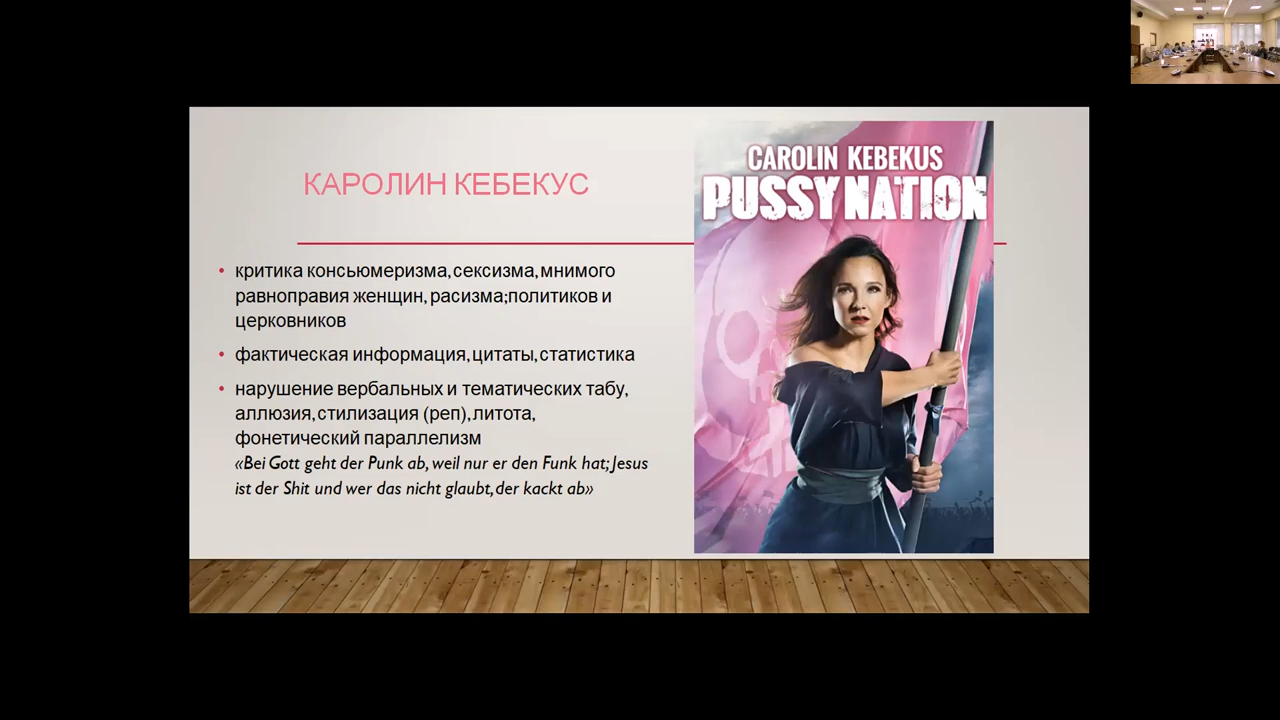 КАРОЛИН КЕБЕКУС
• критика консьюмеризма, сексизма, мнимого
равноправия женщин, расизма;политиков и
церковников
• фактическая информация, цитаты, статистика
• нарушение вербальных и тематических табу,
аллюзия, стилизация (реп), литота,
фонетический параллелизм
«Bei Gott geht der Punk ab, weil nur er den Funk hat; Jesus
ist der Shit und wer das nicht glaubt, der kackt ab»
CAROLIN KEBEKUS
PUSSYNATION